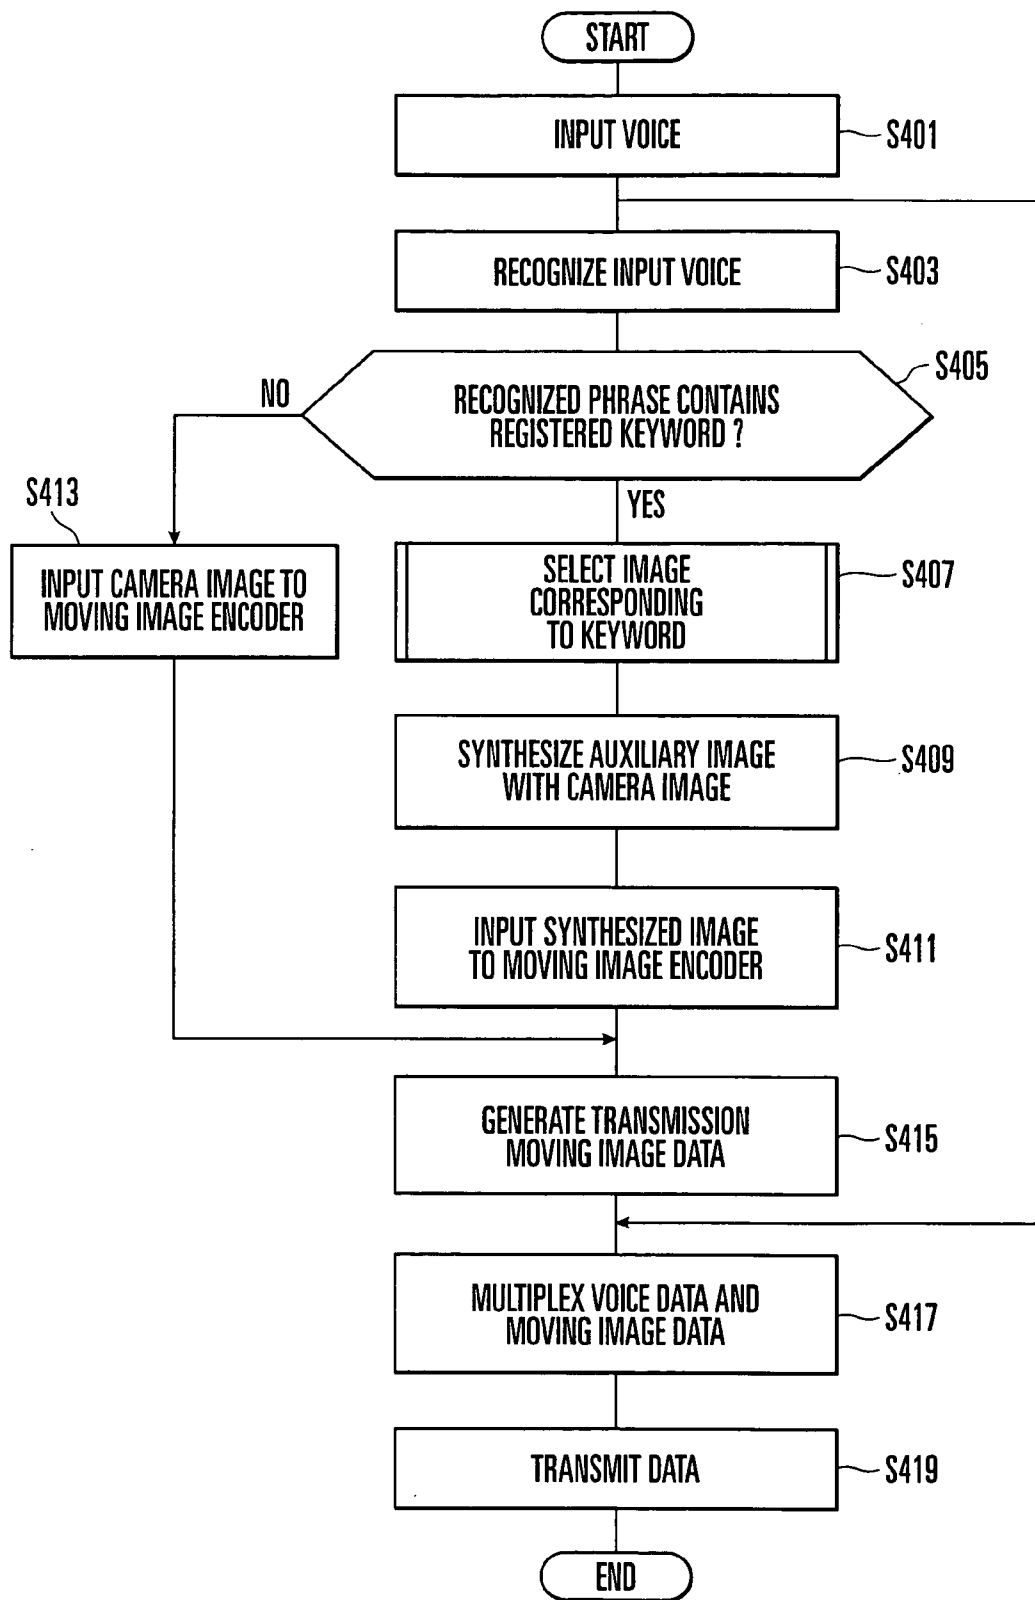 START
INPUT VOICE
S401
RECOGNIZE INPUT VOICE
S403
RECOGNIZED PHRASE CONTAINS
REGISTERED KEYWORD ?
S405
NO
YES
S413
INPUT CAMERA IMAGE TO
MOVING IMAGE ENCODER
SELECT IMAGE
CORRESPONDING
TO KEYWORD
S407
SYNTHESIZE AUXILIARY IMAGE
WITH CAMERA IMAGE
S409
INPUT SYNTHESIZED IMAGE
TO MOVING IMAGE ENCODER
S411
GENERATE TRANSMISSION
MOVING IMAGE DATA
S415
MULTIPLEX VOICE DATA AND
MOVING IMAGE DATA
S417
TRANSMIT DATA
S419
END